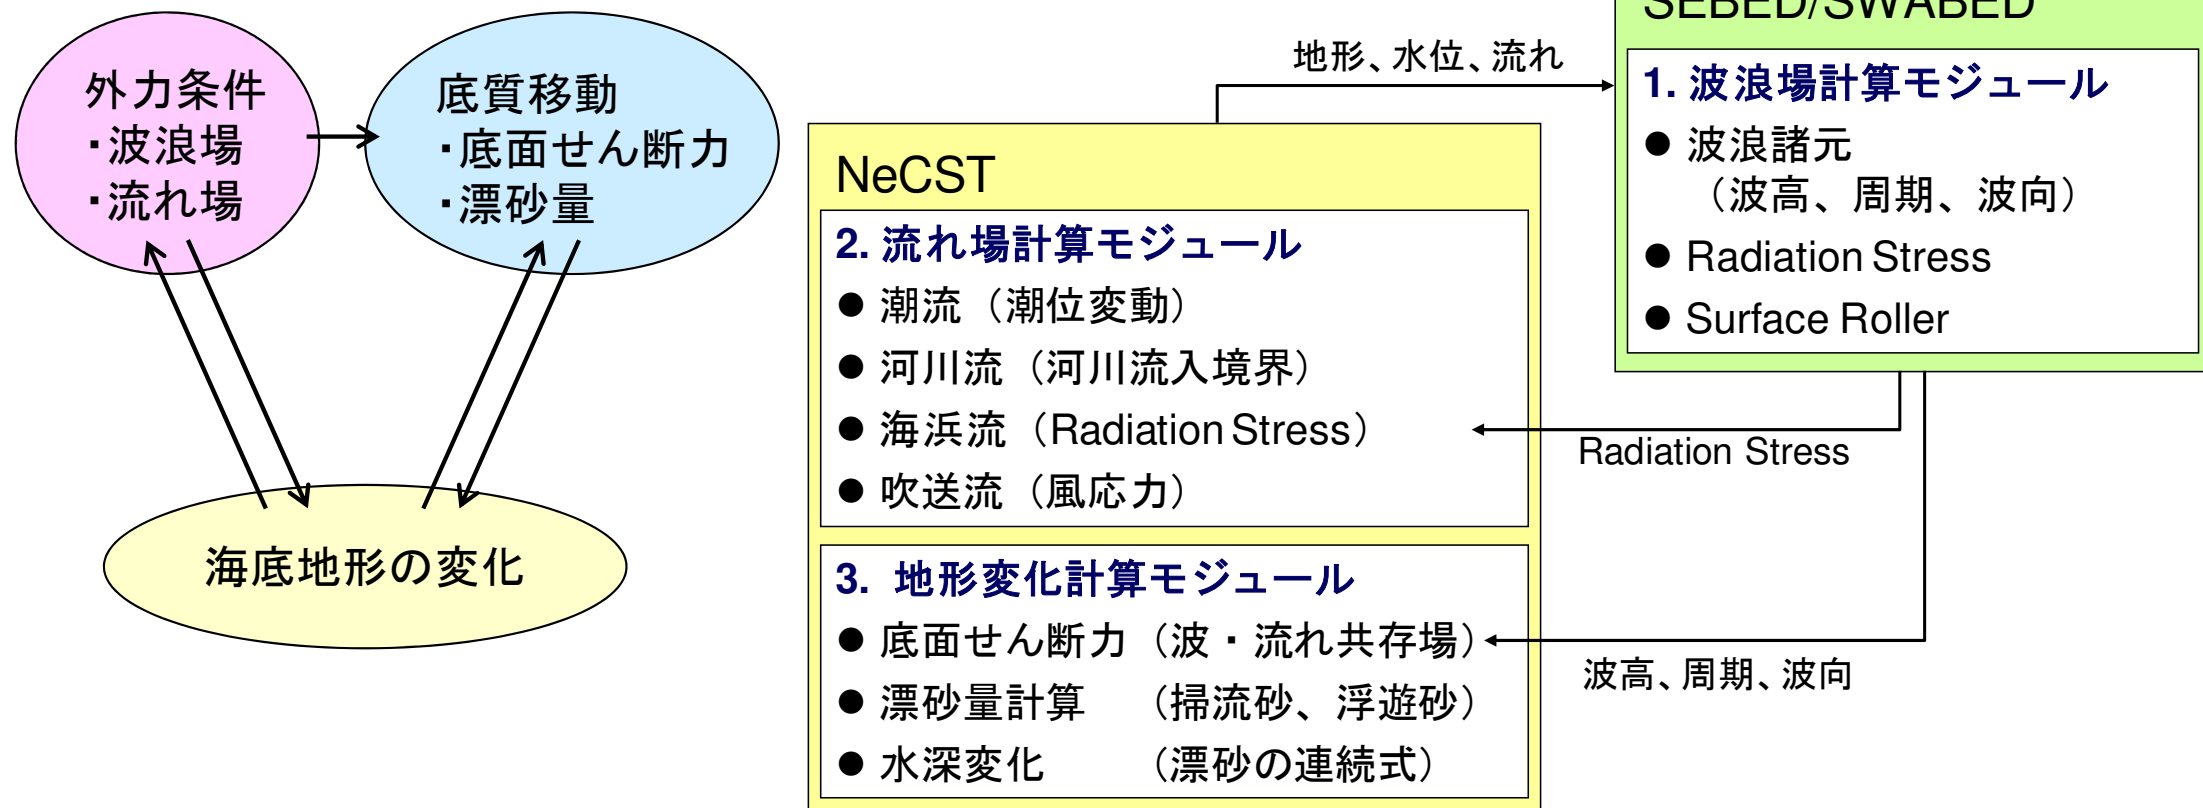 外力条件
・波浪場
・流れ場
底質移動
・底面せん断力
・漂砂量
海底地形の変化
地形、水位、流れ
NeCST
2. 流れ場計算モジュール
● 潮流（潮位変動）
● 河川流（河川流入境界）
● 海浜流（Radiation Stress）
● 吹送流（風応力）
3. 地形変化計算モジュール
● 底面せん断力（波・流れ共存場）
● 漂砂量計算　（掃流砂、浮遊砂）
● 水深変化　　（漂砂の連続式）
SEBED/SWABED
1. 波浪場計算モジュール
● 波浪諸元
（波高、周期、波向）
● Radiation Stress
● Surface Roller
Radiation Stress
波高、周期、波向